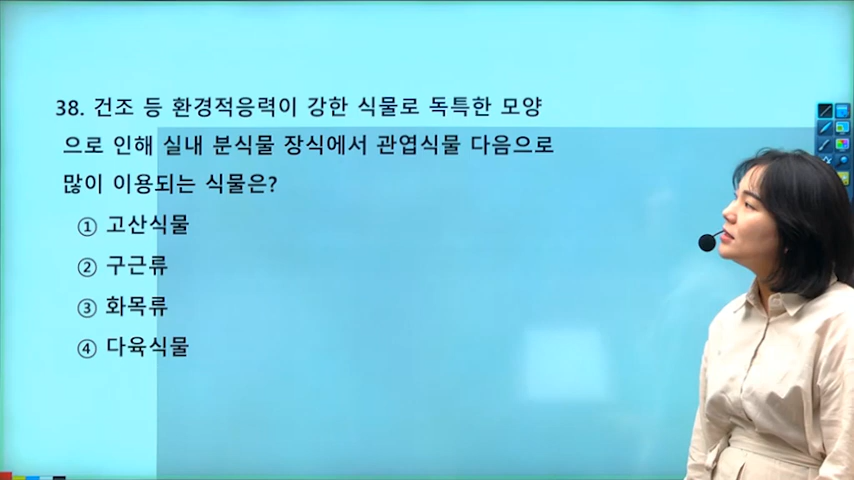 38. 건조 등 환경적응력이 강한 식물로 독특한 모양
으로 인해 실내 분식물 장식에서 관엽식물 다음으로
많이 이용되는 식물은?
① 고산식물
② 구근류
③ 화목류
④ 다육식물